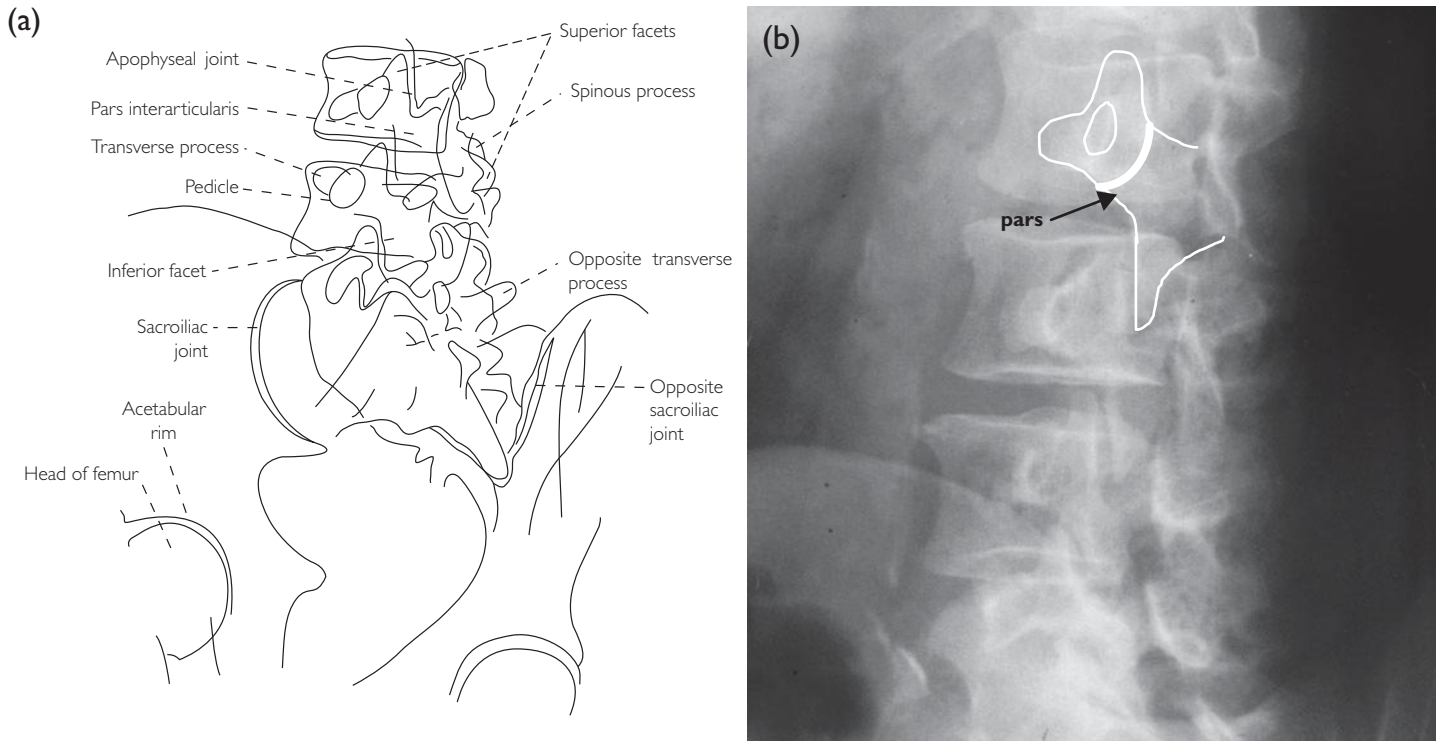 (a)
Superior facets
Apophyseal joint
Spinous process
Pars interarticularis
Transverse process
Pedicle
Inferior facet
Opposite transverse
process
Sacroiliac
joint
Opposite
sacroiliac
joint
Acetabular
rim
Head of femur
(b)
pars